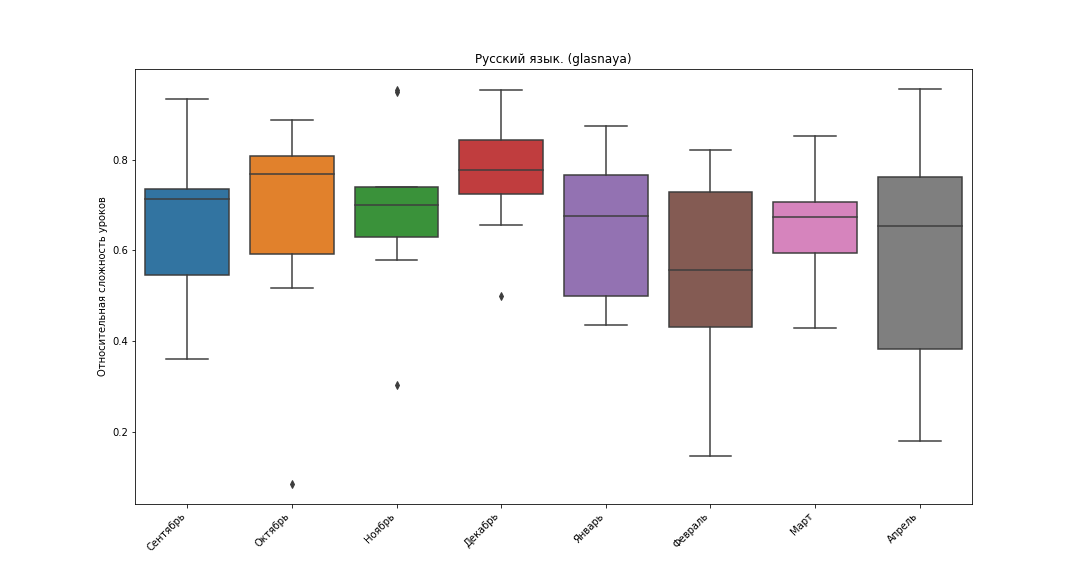 Русский язык. (glasnaya)
Относительная сложность уроков
0.8
0.6
0.4
0.2
Сентябрь
Октябрь
Ноябрь
Декабрь
Январь
Февраль
Март
Апрель